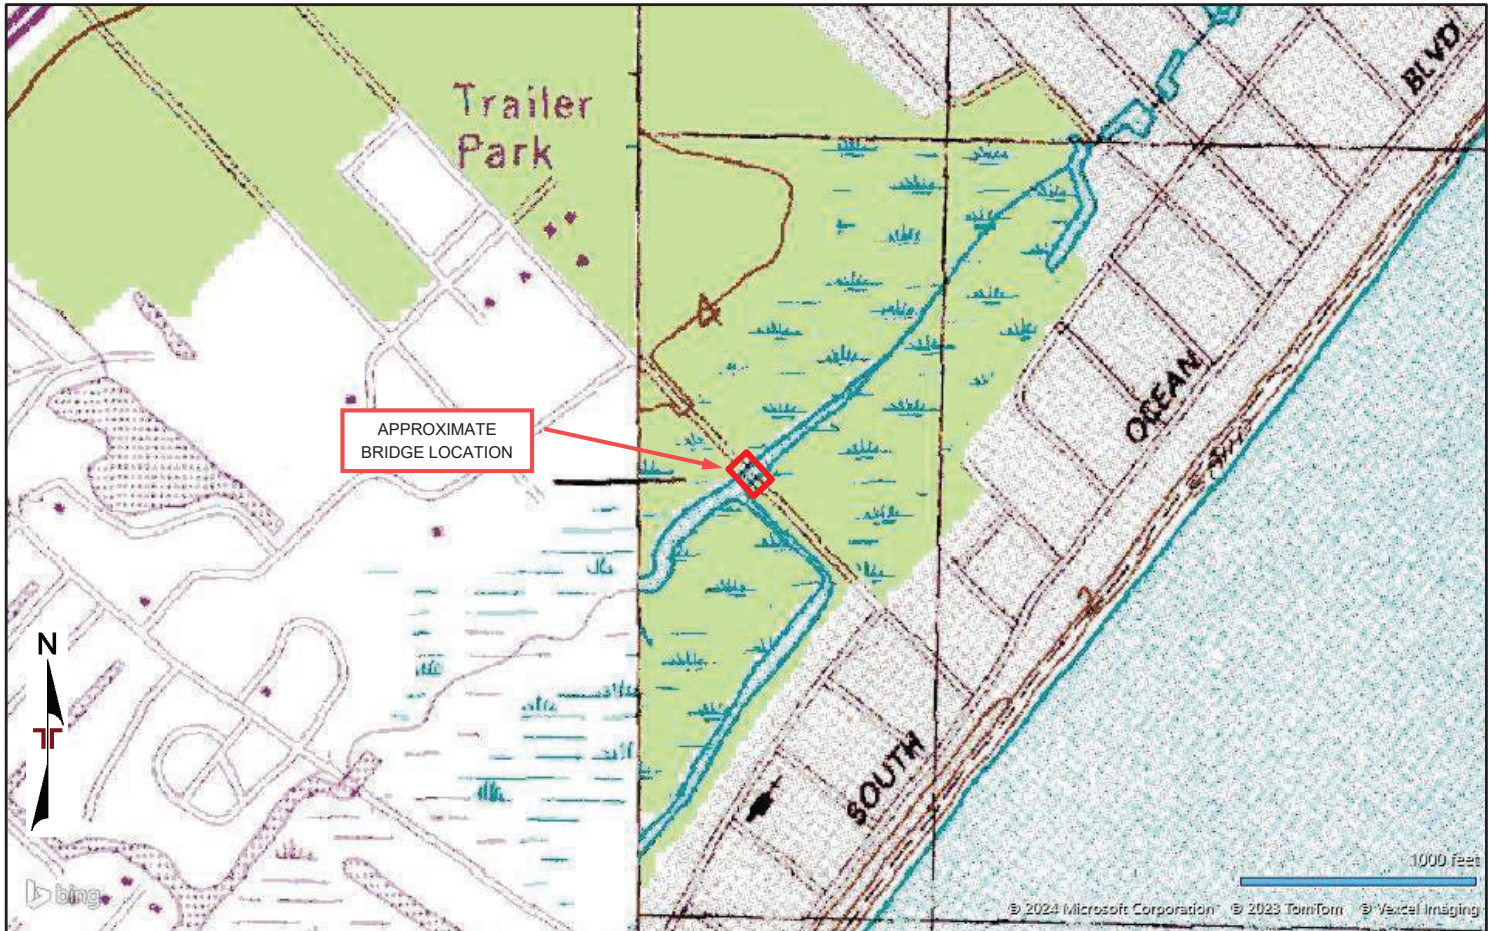 BLVD
Trailer
Park
OCEAN
APPROXIMATE
BRIDGE LOCATION
N
SOUTH
1000 feet
bing
© 2024 Microsoft Corporation © 2023 TomTom © Vexcel Imaging